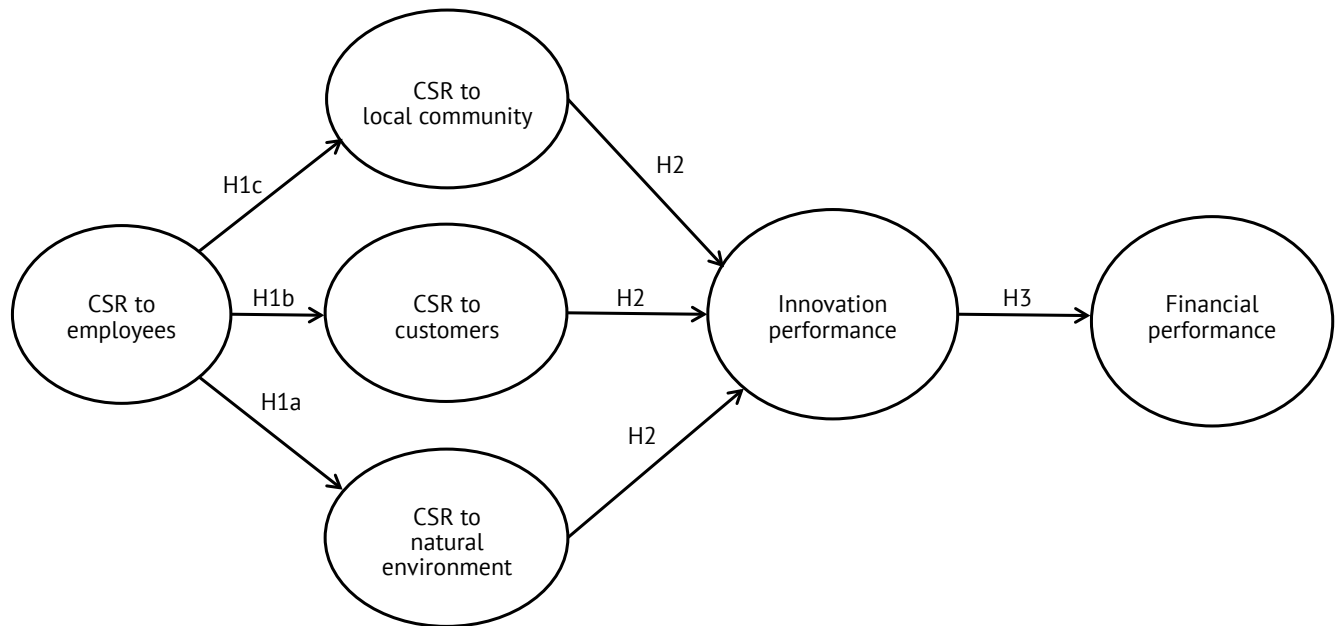 CSR to
local community
H1c
H2
CSR to
employees
H1b
CSR to
customers
H2
Innovation
performance
H3
Financial
performance
H1a
H2
CSR to
natural
environment